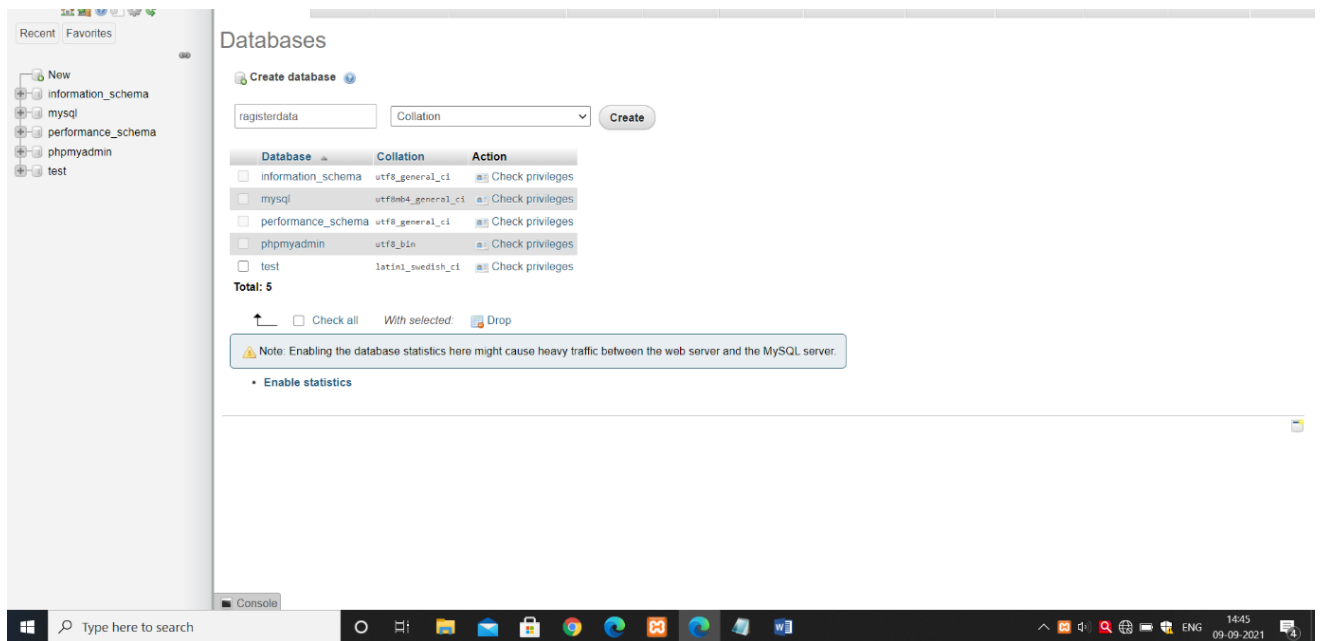 Recent Favorites
New
information_schema
mysql
performance_schema
phpmyadmin
test
Databases
Create database
ragisterdata Collation Create
Database Collation Action
information_schema utf8_general_ci Check privileges
mysql utf8mb4_general_ci Check privileges
performance_schema utf8_general_ci Check privileges
phpmyadmin utf8_bin Check privileges
test latin1_swedish_ci Check privileges
Total: 5
Check all With selected: Drop
Note: Enabling the database statistics here might cause heavy traffic between the web server and the MySQL server.
Enable statistics
Console
Type here to search
ENG 14:45
09-09-2021 4